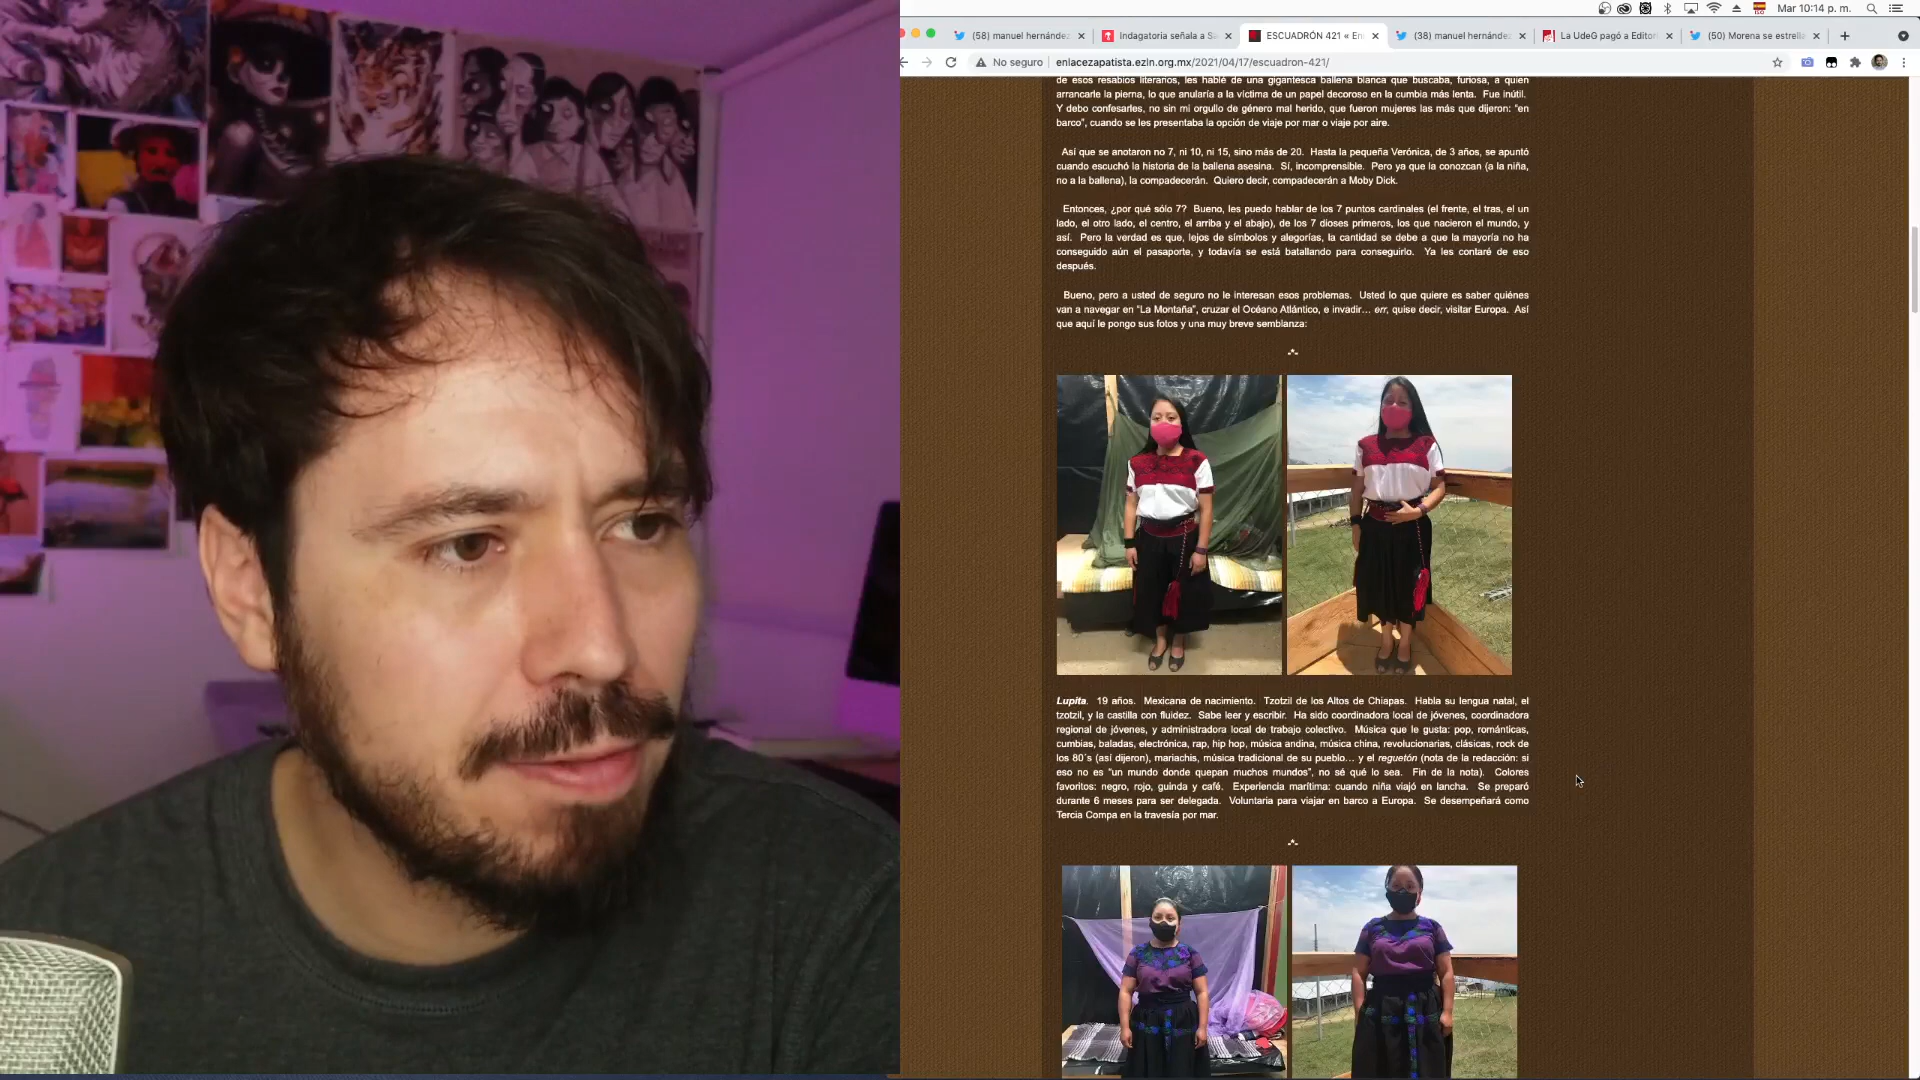 Mar 10:14 p. m.
(58) manuel hernández
Indagatoria señala a Sa
ESCUADRÓN 421 « En
(38) manuel hernández
La UdeG pagó a Editori
(50) Morena se estrella
No seguro
enlacezapatista.ezln.org.mx/2021/04/17/escuadron-421/
de esos resabios literarios, les hablé de una gigantesca ballena blanca que buscaba, furiosa, a quien
arrancarle la pierna, lo que anularía a la víctima de un papel decoroso en la cumbia más lenta. Fue inútil.
Y debo confesarles, no sin mi orgullo de género mal herido, que fueron mujeres las más que dijeron: “en
barco”, cuando se les presentaba la opción de viaje por mar o viaje por aire.
Así que se anotaron no 7, ni 10, ni 15, sino más de 20. Hasta la pequeña Verónica, de 3 años, se apuntó
cuando escuchó la historia de la ballena asesina. Sí, incomprensible. Pero ya que la conozcan (a la niña,
no a la ballena), la compadecerán. Quiero decir, compadecerán a Moby Dick.
Entonces, ¿por qué sólo 7? Bueno, les puedo hablar de los 7 puntos cardinales (el frente, el tras, el un
lado, el otro lado, el centro, el arriba y el abajo), de los 7 dioses primeros, los que nacieron el mundo, y
así. Pero la verdad es que, lejos de símbolos y alegorías, la cantidad se debe a que la mayoría no ha
conseguido aún el pasaporte, y todavía se está batallando para conseguirlo. Ya les contaré de eso
después.
Bueno, pero a usted de seguro no le interesan esos problemas. Usted lo que quiere es saber quiénes
van a navegar en “La Montaña”, cruzar el Océano Atlántico, e invadir… err, quise decir, visitar Europa. Así
que aquí le pongo sus fotos y una muy breve semblanza:
Lupita. 19 años. Mexicana de nacimiento. Tzotzil de los Altos de Chiapas. Habla su lengua natal, el
tzotzil, y la castilla con fluidez. Sabe leer y escribir. Ha sido coordinadora local de jóvenes, coordinadora
regional de jóvenes, y administradora local de trabajo colectivo. Música que le gusta: pop, románticas,
cumbias, baladas, electrónica, rap, hip hop, música andina, música china, revolucionarias, clásicas, rock de
los 80´s (así dijeron), mariachis, música tradicional de su pueblo… y el reguetón (nota de la redacción: si
eso no es “un mundo donde quepan muchos mundos”, no sé qué lo sea. Fin de la nota). Colores
favoritos: negro, rojo, guinda y café. Experiencia marítima: cuando niña viajó en lancha. Se preparó
durante 6 meses para ser delegada. Voluntaria para viajar en barco a Europa. Se desempeñará como
Tercia Compa en la travesía por mar.